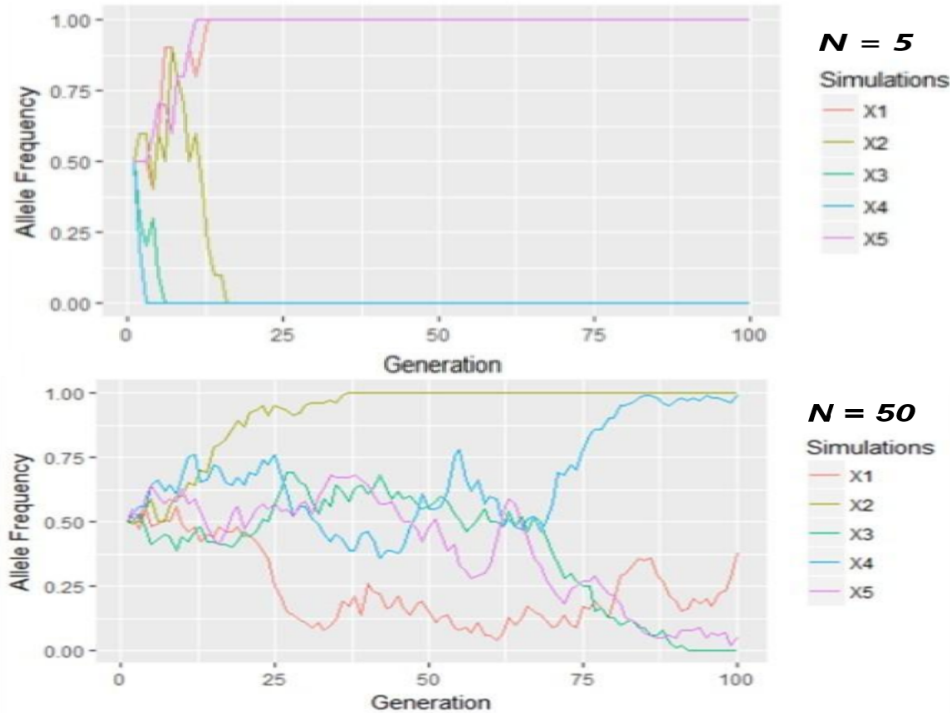 1.00
0.75
0.50
0.25
0.00
Allele Frequency
0 25 50 75 100
Generation
N = 5
Simulations
X1
X2
X3
X4
X5
1.00
0.75
0.50
0.25
0.00
Allele Frequency
0 25 50 75 100
Generation
N = 50
Simulations
X1
X2
X3
X4
X5